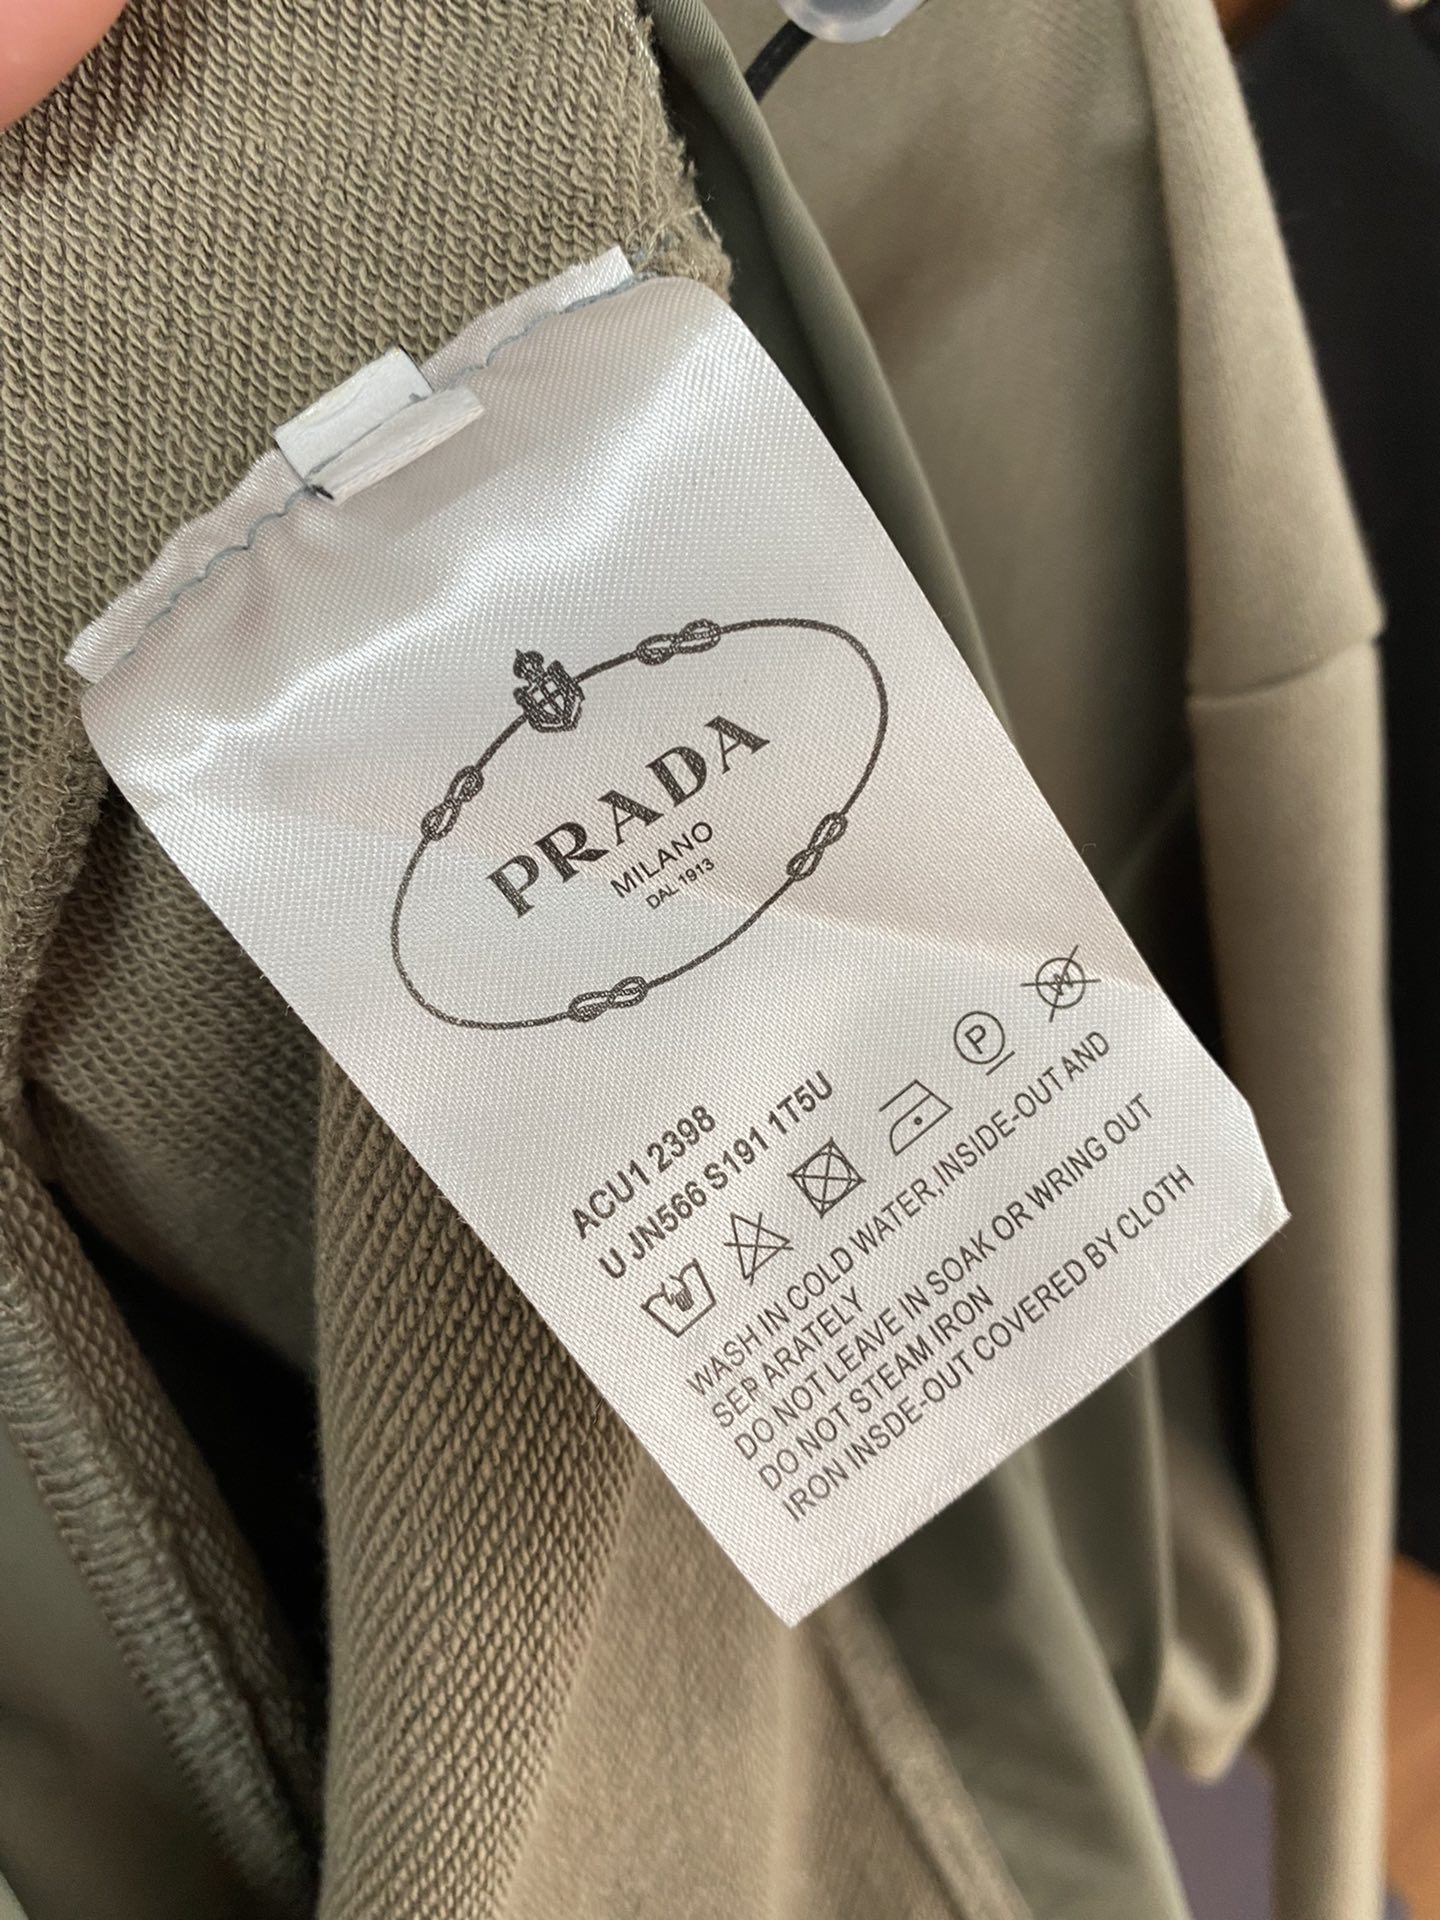 PRADA
MILANO
DAL 1913
ACU1 2398
U JN566 S191 1T5U
P
W
WASH IN COLD WATER,INSIDE-OUT AND
SEP ARATELY
DO NOT LEAVE IN SOAK OR WRING OUT
DO NOT STEAM IRON
IRON INSDE-OUT COVERED BY CLOTH